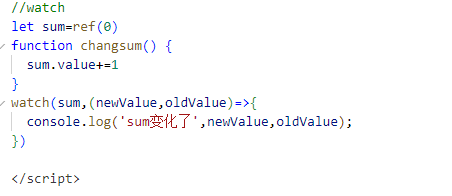 //watch
let sum=ref(0)
function changsum() {
  sum.value+=1
}
watch(sum,(newValue,oldValue)=>{
  console.log('sum变化了',newValue,oldValue);
})
</script>